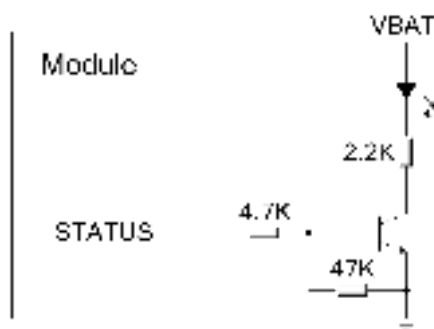 VBAT
Module
2.2K
4.7K
STATUS
47K